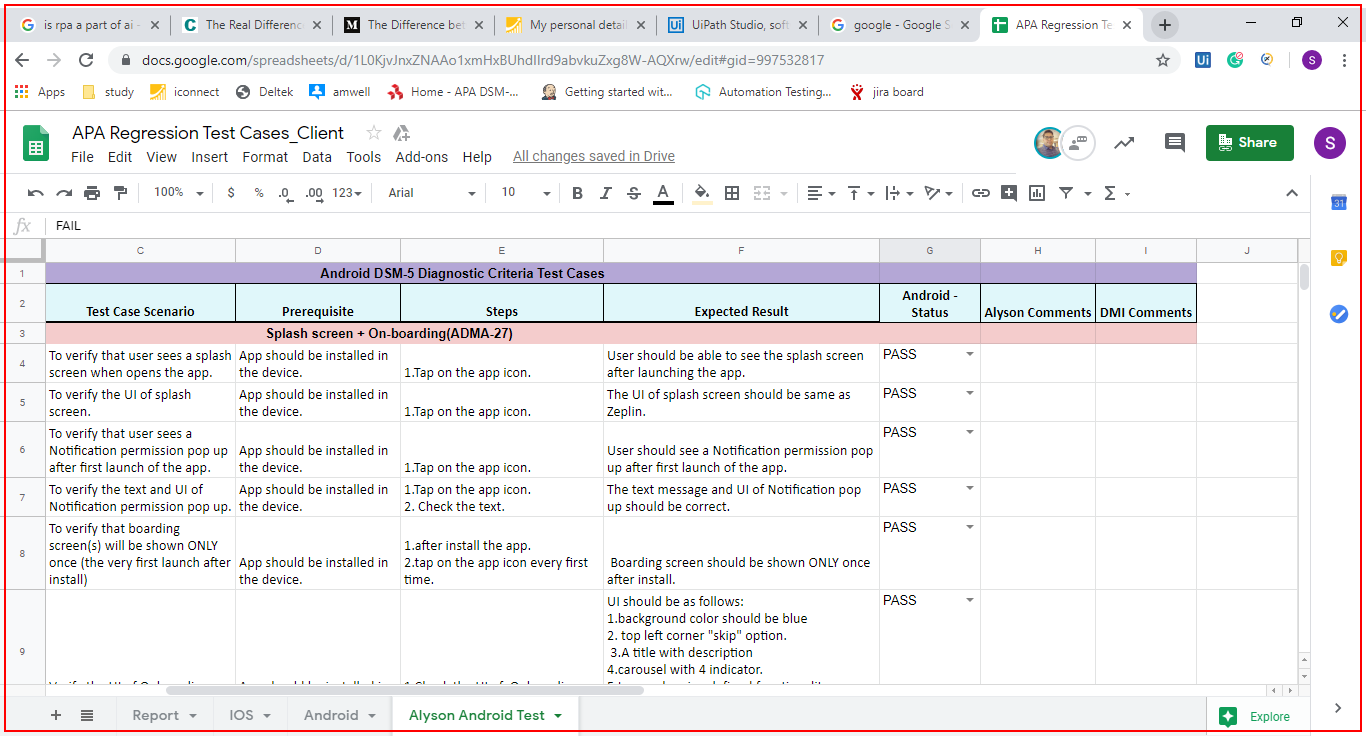 is rpa a part of ai -
The Real Differenc
The Difference bet
My personal detail
UiPath Studio, soft
google - Google S
APA Regression Te
docs.google.com/spreadsheets/d/
Apps
study
iconnect
Deltek
amwell
Home - APA DSM-...
Getting started wit...
Automation Testing...
jira board
APA Regression Test Cases_Client
File Edit View Insert Format Data Tools Add-ons Help All changes saved in Drive
Share
S
100% $ % .0 .00 123 Arial 10 B I S A
fx FAIL
C D E F G H I J
1 Android DSM-5 Diagnostic Criteria Test Cases
2 Test Case Scenario
Prerequisite
Steps
Expected Result
Android -
Status
Alyson Comments
DMI Comments
3 Splash screen + On-boarding(ADMA-27)
4
To verify that user sees a splash
screen when opens the app.
App should be installed in
the device.
1.Tap on the app icon.
User should be able to see the splash screen
after launching the app.
PASS
5
To verify the UI of splash
screen.
App should be installed in
the device.
1.Tap on the app icon.
The UI of splash screen should be same as
Zeplin.
PASS
6
To verify that user sees a
Notification permission pop up
after first launch of the app.
App should be installed in
the device.
1.Tap on the app icon.
User should see a Notification permission pop
up after first launch of the app.
PASS
7
To verify the text and UI of
Notification permission pop up.
App should be installed in
the device.
1.Tap on the app icon.
2. Check the text.
The text message and UI of Notification pop
up should be correct.
PASS
8
To verify that boarding
screen(s) will be shown ONLY
once (the very first launch after
install)
App should be installed in
the device.
1.after install the app.
2.tap on the app icon every first
time.
Boarding screen should be shown ONLY once
after install.
PASS
9
UI should be as follows:
1.background color should be blue
2. top left corner "skip" option.
3.A title with description
4.carousel with 4 indicator.
PASS
Report
IOS
Android
Alyson Android Test
Explore